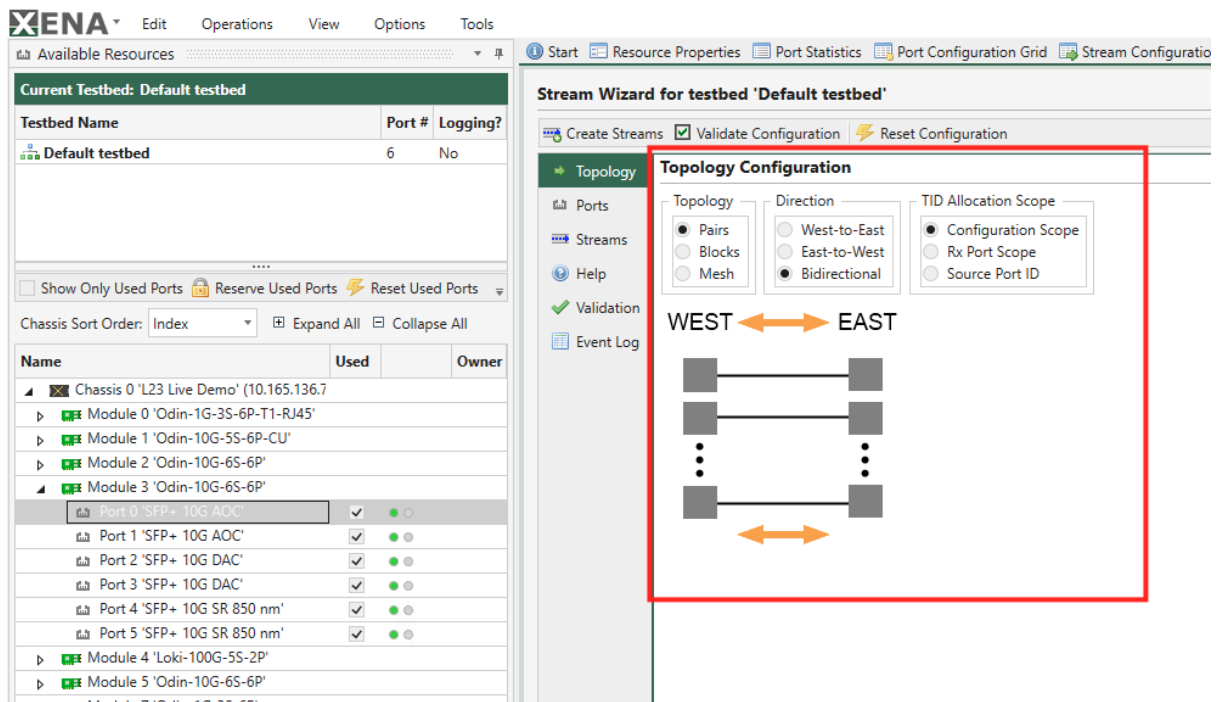 XENA Edit Operations View Options Tools
Available Resources
Start Resource Properties Port Statistics Port Configuration Grid Stream Configuratio
Current Testbed: Default testbed
Testbed Name Port # Logging?
Default testbed 6 No
Show Only Used Ports Reserve Used Ports Reset Used Ports
Chassis Sort Order: Index Expand All Collapse All
Name Used Owner
Chassis 0 'L23 Live Demo' (10.165.136.7
Module 0 'Odin-1G-3S-6P-T1-RJ45'
Module 1 'Odin-10G-5S-6P-CU'
Module 2 'Odin-10G-6S-6P'
Module 3 'Odin-10G-6S-6P'
Port 0 'SFP+ 10G AOC'
Port 1 'SFP+ 10G AOC'
Port 2 'SFP+ 10G DAC'
Port 3 'SFP+ 10G DAC'
Port 4 'SFP+ 10G SR 850 nm'
Port 5 'SFP+ 10G SR 850 nm'
Module 4 'Loki-100G-5S-2P'
Module 5 'Odin-10G-6S-6P'
Stream Wizard for testbed 'Default testbed'
Create Streams Validate Configuration Reset Configuration
Topology
Ports
Streams
Help
Validation
Event Log
Topology Configuration
Topology
Pairs
Blocks
Mesh
Direction
West-to-East
East-to-West
Bidirectional
TID Allocation Scope
Configuration Scope
Rx Port Scope
Source Port ID
WEST EAST